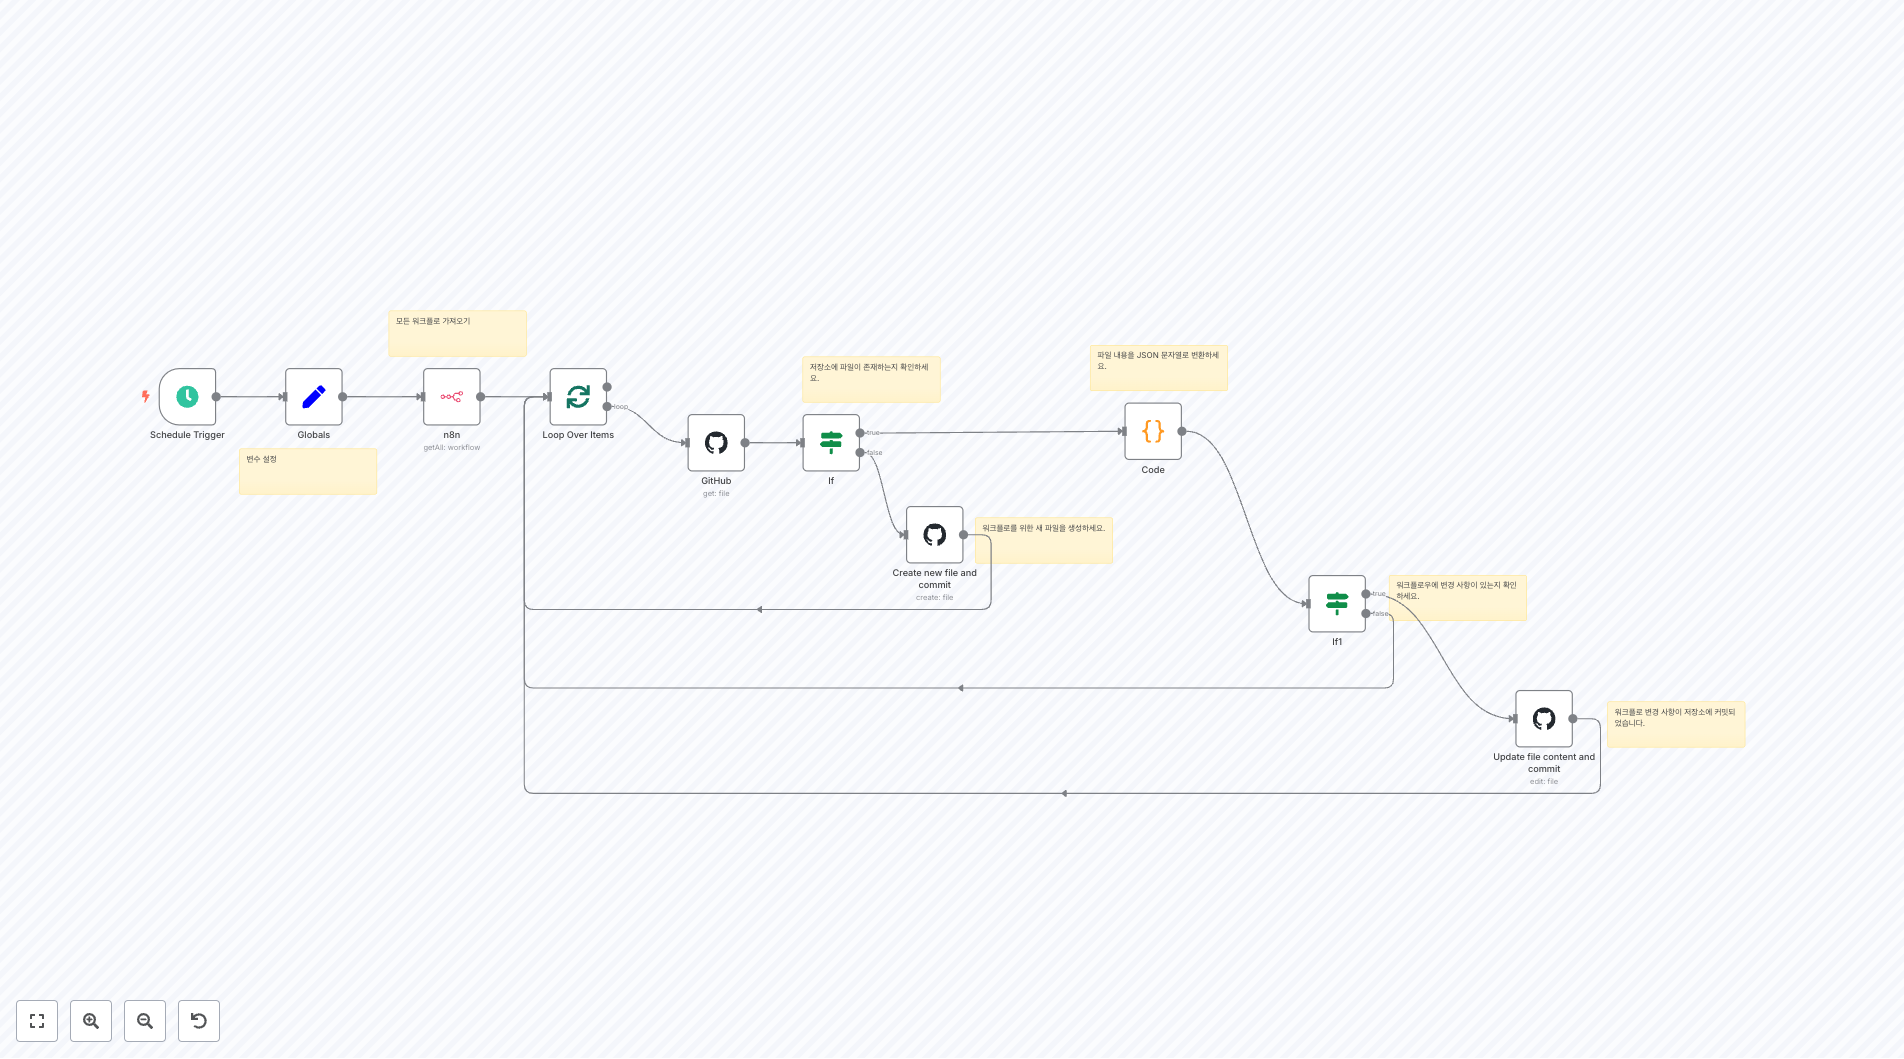 모든 워크플로 가져오기
Schedule Trigger
Globals
변수 설정
n8n
getAll: workflow
Loop Over Items
loop
GitHub
get: file
저장소에 파일이 존재하는지 확인하세
요.
If
true
false
Create new file and
commit
create: file
워크플로를 위한 새 파일을 생성하세요.
파일 내용을 JSON 문자열로 변환하세
요.
Code
If1
true
false
워크플로우에 변경 사항이 있는지 확인
하세요.
Update file content and
commit
edit: file
워크플로 변경 사항이 저장소에 커밋되
었습니다.